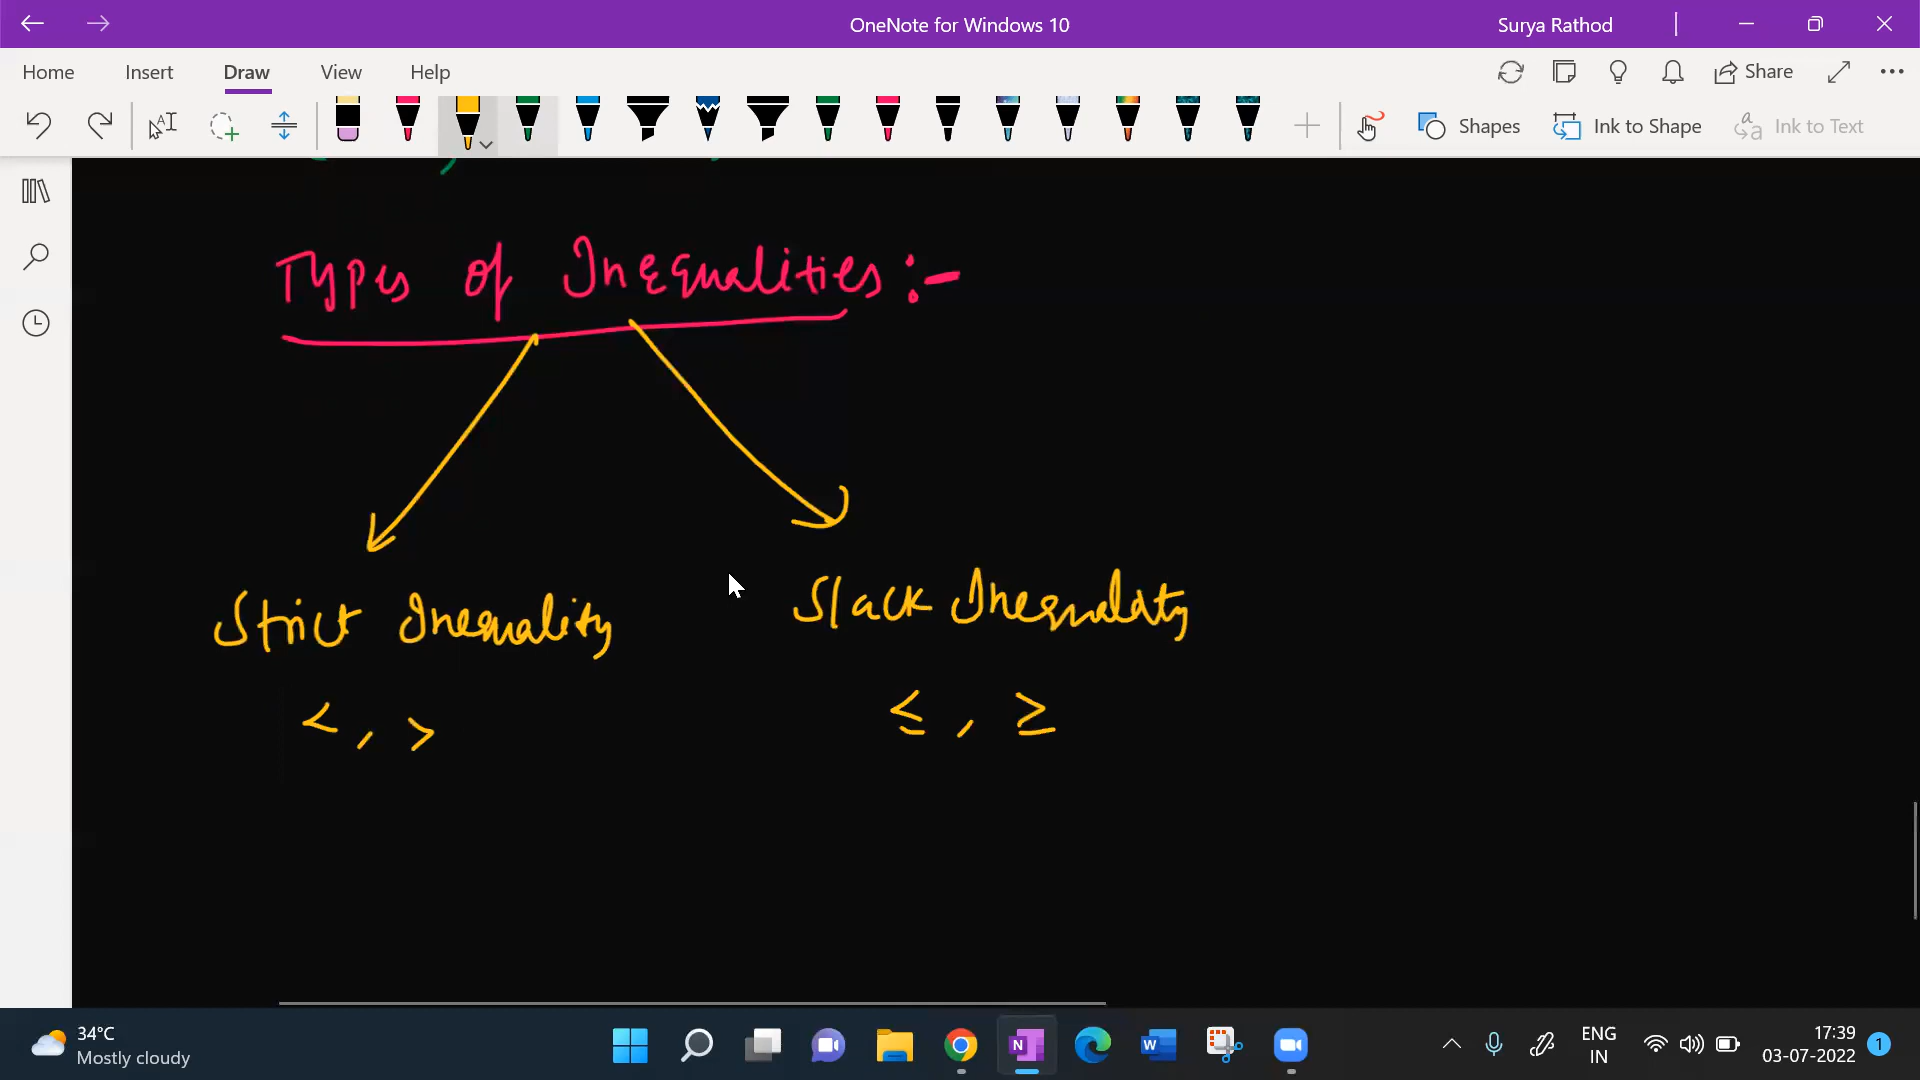 OneNote for Windows 10
Surya Rathod
Home Insert Draw View Help
Share
Shapes Ink to Shape Ink to Text
Types of Inequalities :-
Strict Inequality Slack Inequality
< , > ≤ , ≥
34°C
Mostly cloudy
ENG
IN
17:39
03-07-2022
1